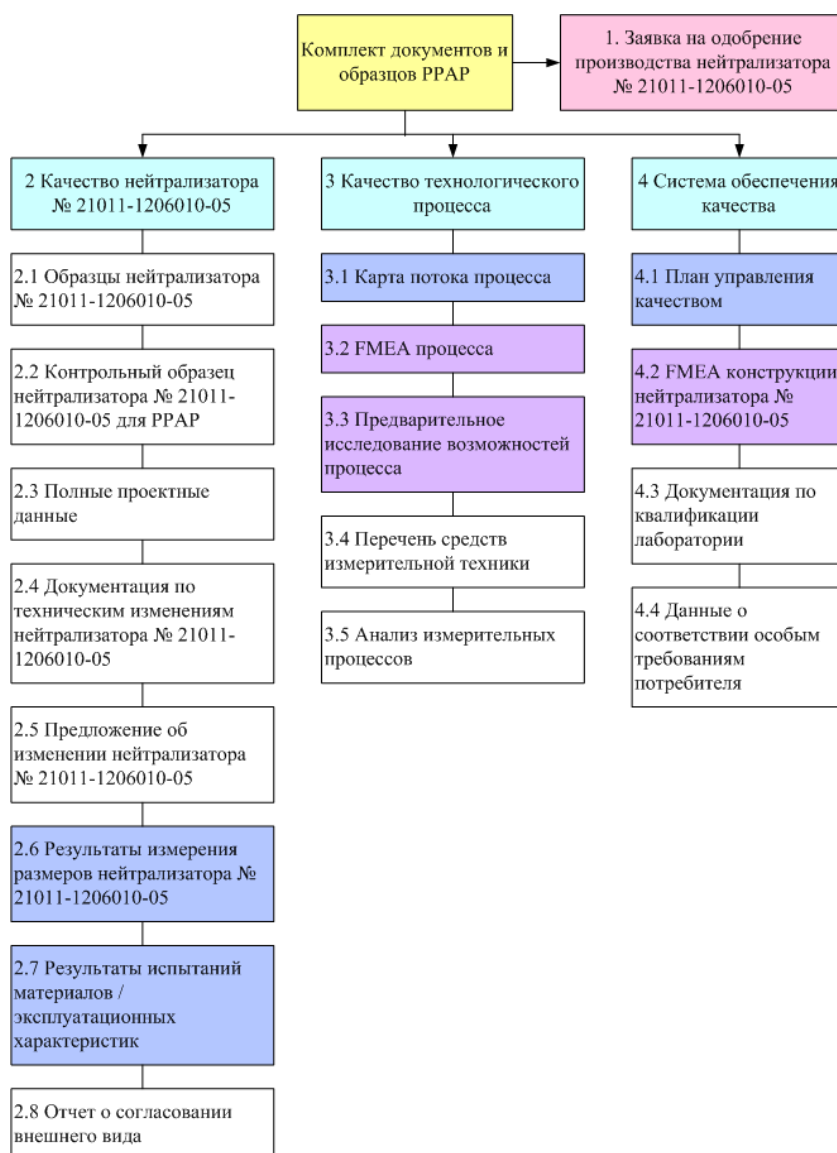 Комплект документов и
образцов PPAP
1. Заявка на одобрение
производства нейтрализатора
№ 21011-1206010-05
2 Качество нейтрализатора
№ 21011-1206010-05
2.1 Образцы нейтрализатора
№ 21011-1206010-05
2.2 Контрольный образец
нейтрализатора № 21011-
1206010-05 для PPAP
2.3 Полные проектные
данные
2.4 Документация по
техническим изменениям
нейтрализатора № 21011-
1206010-05
2.5 Предложение об
изменении нейтрализатора
№ 21011-1206010-05
2.6 Результаты измерения
размеров нейтрализатора №
21011-1206010-05
2.7 Результаты испытаний
материалов /
эксплуатационных
характеристик
2.8 Отчет о согласовании
внешнего вида
3 Качество технологического
процесса
3.1 Карта потока процесса
3.2 FMEA процесса
3.3 Предварительное
исследование возможностей
процесса
3.4 Перечень средств
измерительной техники
3.5 Анализ измерительных
процессов
4 Система обеспечения
качества
4.1 План управления
качеством
4.2 FMEA конструкции
нейтрализатора №
21011-1206010-05
4.3 Документация по
квалификации
лаборатории
4.4 Данные о
соответствии особым
требованиям
потребителя